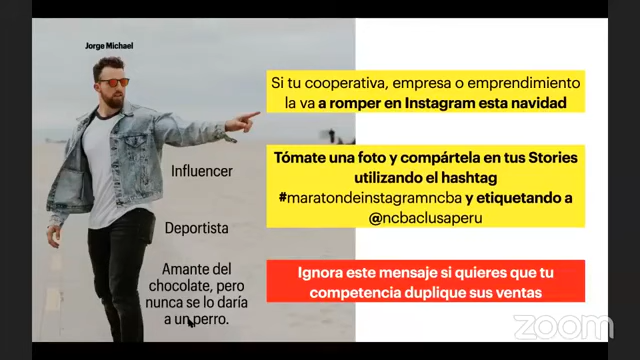 Jorge Michael
Influencer
Deportista
Amante del
chocolate, pero
nunca se lo daría
a un perro.
Si tu cooperativa, empresa o emprendimiento
la va a romper en Instagram esta navidad
Tómate una foto y compártela en tus Stories
utilizando el hashtag
#maratondeinstagramncba y etiquetando a
@ncbaclusaperu
Ignora este mensaje si quieres que tu
competencia duplique sus ventas
zoom